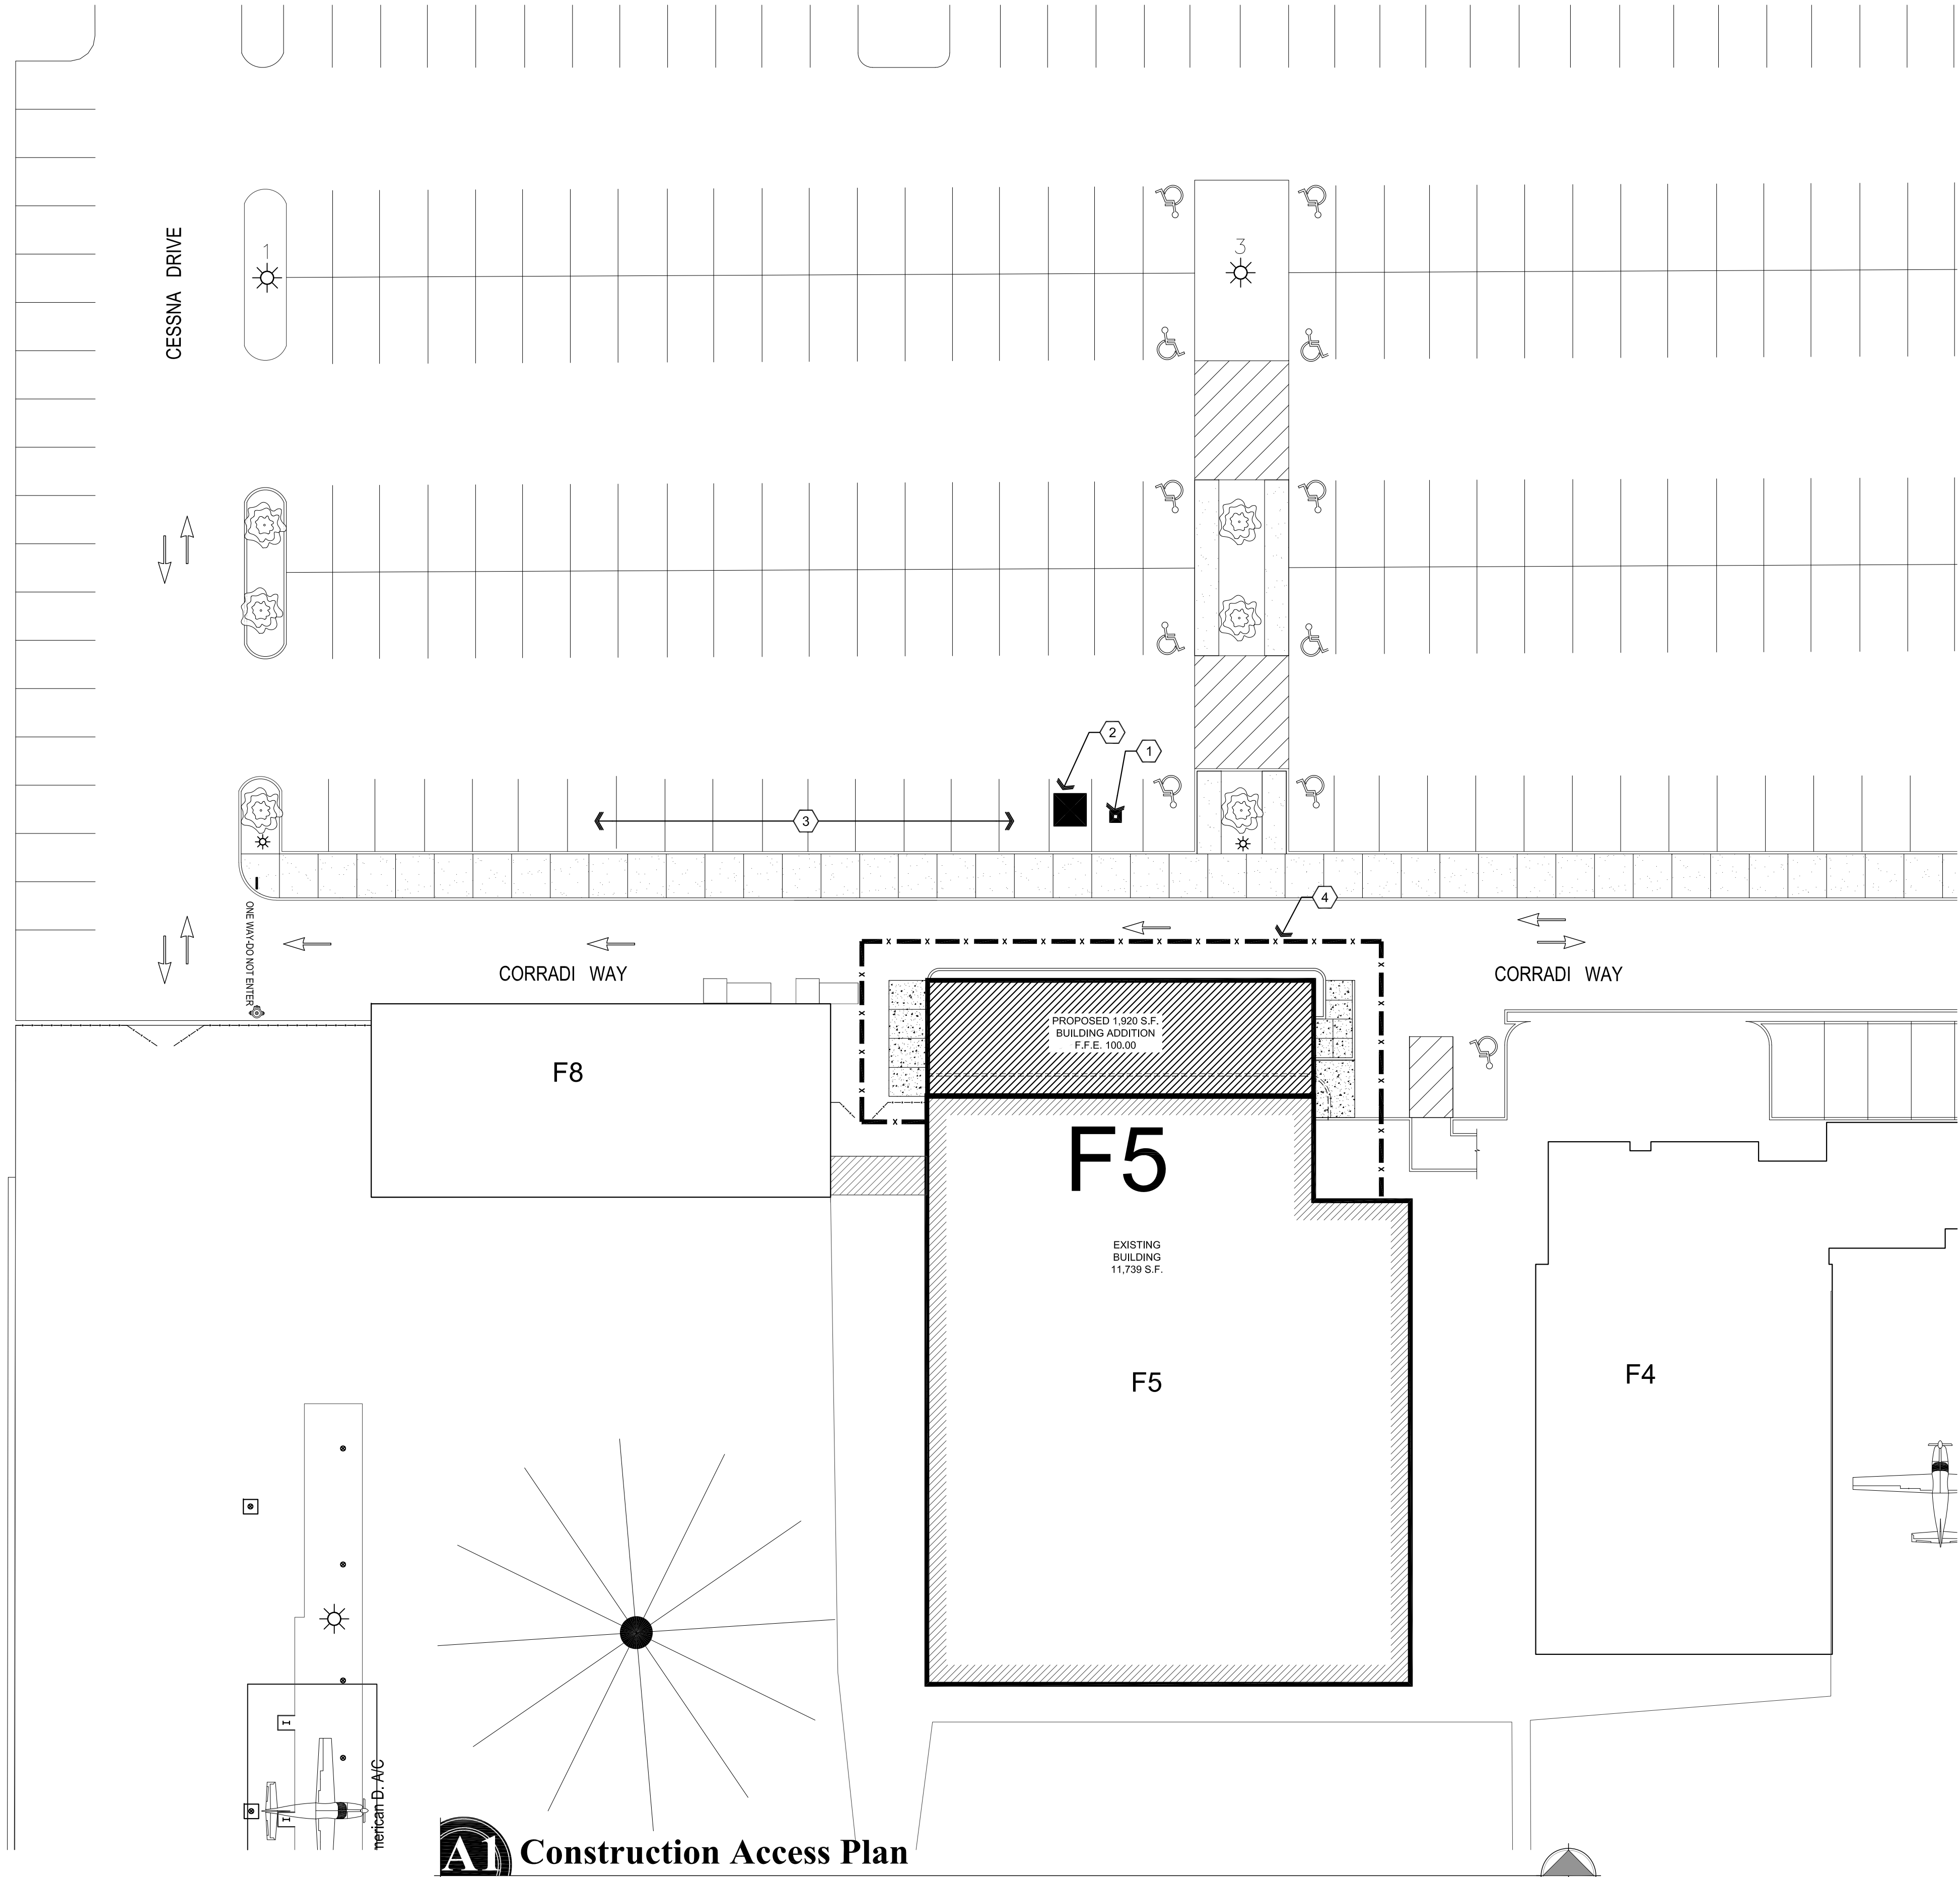 1
3
CESSNA DRIVE
2
1
3
4
ONE WAY-DO NOT ENTER
CORRADI WAY
CORRADI WAY
PROPOSED 1,920 S.F.
BUILDING ADDITION
F.F.E. 100.00
F8
F5
EXISTING
BUILDING
11,739 S.F.
F5
F4
I
I
merican D. A/C
A1 Construction Access Plan